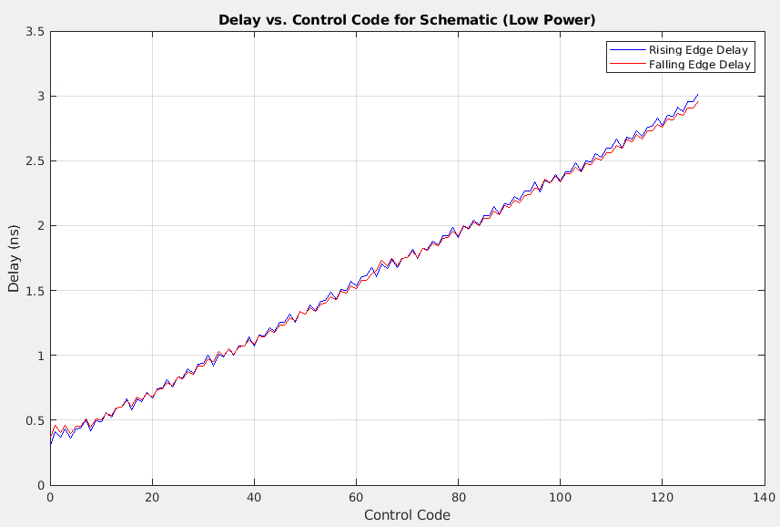 Delay vs. Control Code for Schematic (Low Power)
Rising Edge Delay
Falling Edge Delay
3.5
3
2.5
2
1.5
1
0.5
0
Delay (ns)
0 20 40 60 80 100 120 140
Control Code